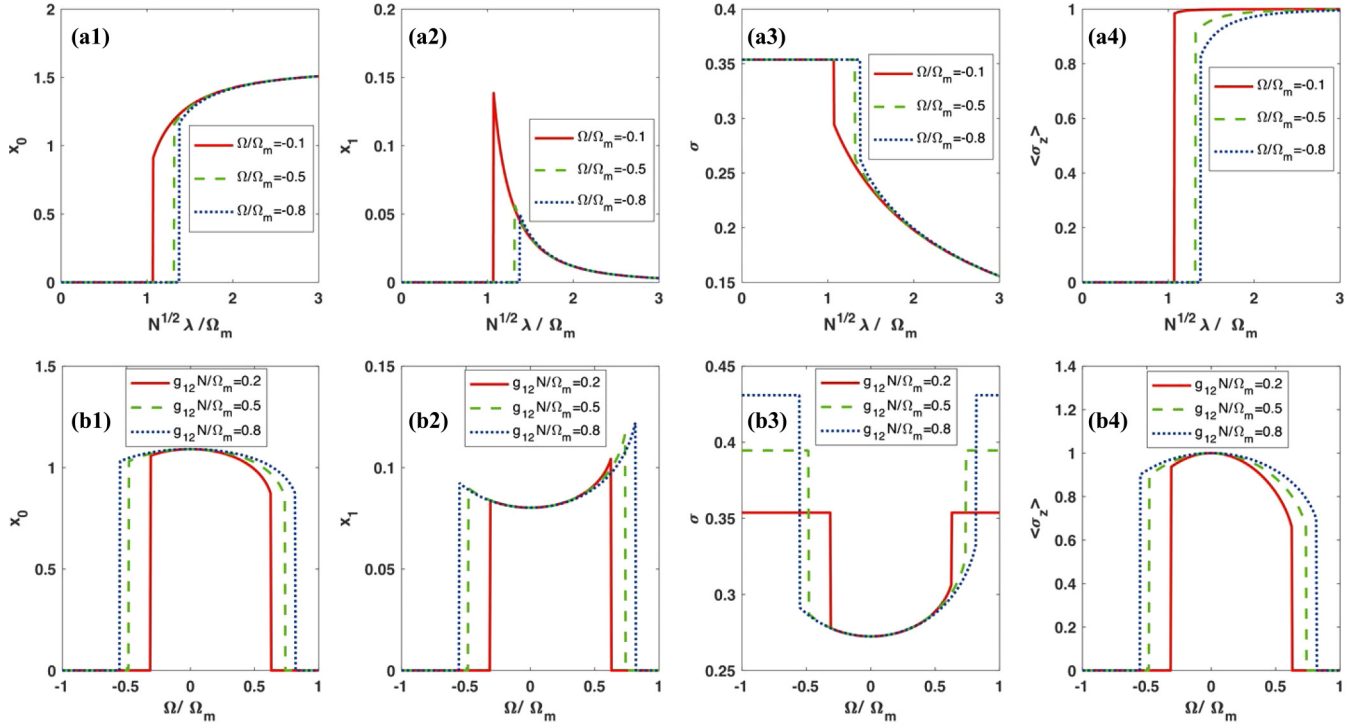 (a1)
2
1.5
1
0.5
0
x0
Ω/Ωm=-0.1
Ω/Ωm=-0.5
Ω/Ωm=-0.8
0 1 2 3
N1/2 λ / Ωm
(a2)
0.2
0.15
0.1
0.05
0
x1
Ω/Ωm=-0.1
Ω/Ωm=-0.5
Ω/Ωm=-0.8
0 1 2 3
N1/2 λ / Ωm
(a3)
0.4
0.35
0.3
0.25
0.2
0.15
σ
Ω/Ωm=-0.1
Ω/Ωm=-0.5
Ω/Ωm=-0.8
0 1 2 3
N1/2 λ / Ωm
(a4)
1
0.8
0.6
0.4
0.2
0
<σz>
Ω/Ωm=-0.1
Ω/Ωm=-0.5
Ω/Ωm=-0.8
0 1 2 3
N1/2 λ / Ωm
(b1)
1.5
1
0.5
0
x0
g12N/Ωm=0.2
g12N/Ωm=0.5
g12N/Ωm=0.8
-1 -0.5 0 0.5 1
Ω/ Ωm
(b2)
0.15
0.1
0.05
0
x1
g12N/Ωm=0.2
g12N/Ωm=0.5
g12N/Ωm=0.8
-1 -0.5 0 0.5 1
Ω/ Ωm
(b3)
0.45
0.4
0.35
0.3
0.25
σ
g12N/Ωm=0.2
g12N/Ωm=0.5
g12N/Ωm=0.8
-1 -0.5 0 0.5 1
Ω/ Ωm
(b4)
1.4
1.2
1
0.8
0.6
0.4
0.2
0
<σz>
g12N/Ωm=0.2
g12N/Ωm=0.5
g12N/Ωm=0.8
-1 -0.5 0 0.5 1
Ω/ Ωm